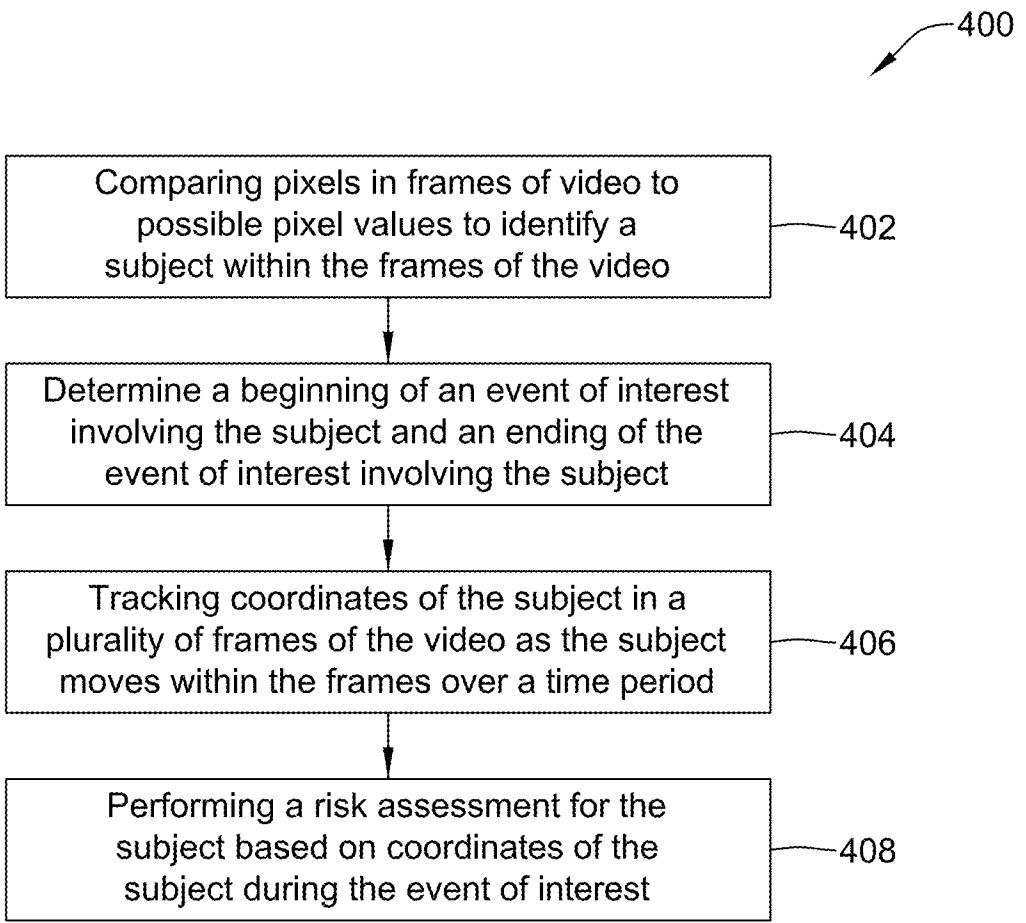 400
Comparing pixels in frames of video to
possible pixel values to identify a
subject within the frames of the video
402
Determine a beginning of an event of interest
involving the subject and an ending of the
event of interest involving the subject
404
Tracking coordinates of the subject in a
plurality of frames of the video as the subject
moves within the frames over a time period
406
Performing a risk assessment for the
subject based on coordinates of the
subject during the event of interest
408